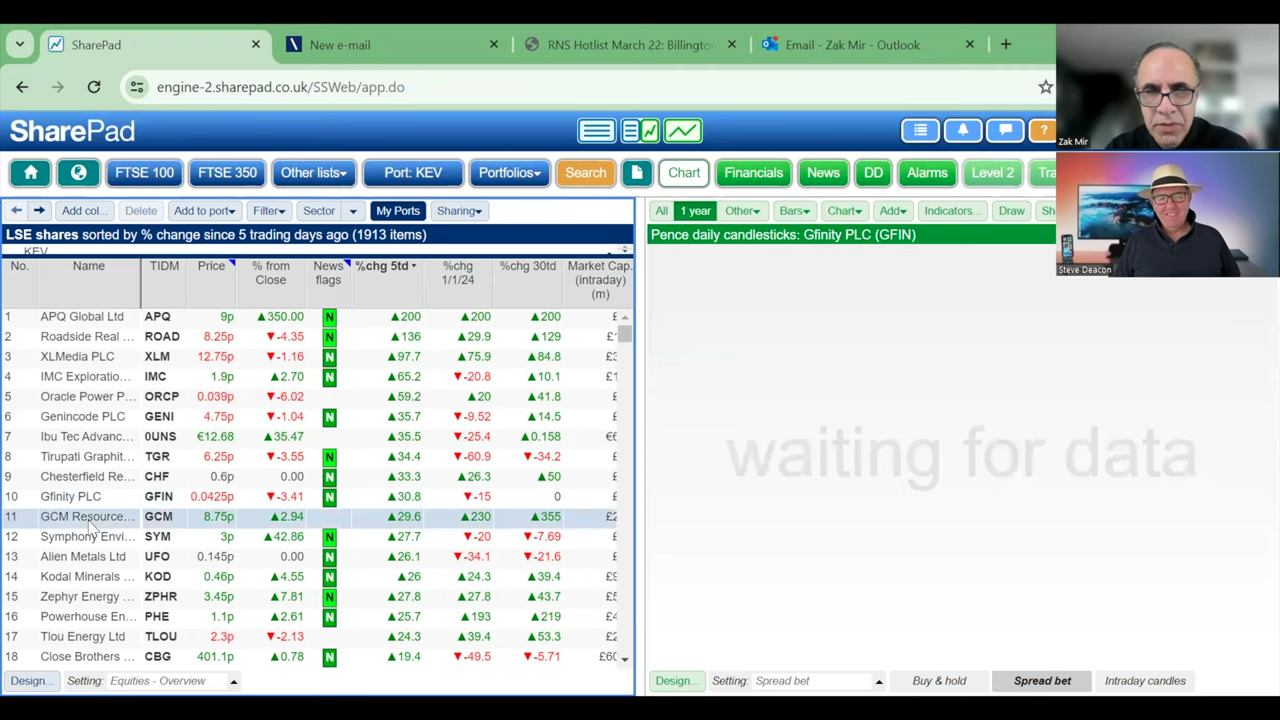 SharePad
New e-mail
RNS Hotlist March 22: Billingto
Email - Zak Mir - Outlook
engine-2.sharepad.co.uk/SSWeb/app.do
SharePad
?
Zak Mir
FTSE 100
FTSE 350
Other lists
Port: KEV
Portfolios
Search
Chart
Financials
News
DD
Alarms
Level 2
Tra
Add col...
Delete
Add to port
Filter
Sector
My Ports
Sharing
All
1 year
Other
Bars
Chart
Add
Indicators...
Draw
Sh
LSE shares sorted by % change since 5 trading days ago (1913 items)
Pence daily candlesticks: Gfinity PLC (GFIN)
Steve Deacon
KEV
No. Name TIDM Price % from Close News flags %chg 5td %chg 1/1/24 %chg 30td Market Cap. (intraday) (m)
1 APQ Global Ltd APQ 9p ▲350.00 N ▲200 ▲200 ▲200 £
2 Roadside Real ... ROAD 8.25p ▼-4.35 N ▲136 ▲29.9 ▲129 £1
3 XLMedia PLC XLM 12.75p ▼-1.16 N ▲97.7 ▲75.9 ▲84.8 £3
4 IMC Exploratio... IMC 1.9p ▲2.70 N ▲65.2 ▼-20.8 ▲10.1 £1
5 Oracle Power P... ORCP 0.039p ▼-6.02 ▲59.2 ▲20 ▲41.8 £
6 Genincode PLC GENI 4.75p ▼-1.04 N ▲35.7 ▼-9.52 ▲14.5 £
7 Ibu Tec Advanc... 0UNS €12.68 ▲35.47 ▲35.5 ▼-25.4 ▲0.158 €6
8 Tirupati Graphit... TGR 6.25p ▼-3.55 N ▲34.4 ▼-60.9 ▼-34.2 £
9 Chesterfield Re... CHF 0.6p 0.00 N ▲33.3 ▲26.3 ▲50 £
10 Gfinity PLC GFIN 0.0425p ▼-3.41 N ▲30.8 ▼-15 0 £
11 GCM Resource... GCM 8.75p ▲2.94 ▲29.6 ▲230 ▲355 £2
12 Symphony Envi... SYM 3p ▲42.86 N ▲27.7 ▼-20 ▼-7.69 £
13 Alien Metals Ltd UFO 0.145p 0.00 N ▲26.1 ▼-34.1 ▼-21.6 £
14 Kodal Minerals ... KOD 0.46p ▲4.55 N ▲26 ▲24.3 ▲39.4 £9
15 Zephyr Energy ... ZPHR 3.45p ▲7.81 N ▲27.8 ▲27.8 ▲43.7 £5
16 Powerhouse En... PHE 1.1p ▲2.61 N ▲25.7 ▲193 ▲219 £4
17 Tlou Energy Ltd TLOU 2.3p ▼-2.13 ▲24.3 ▲39.4 ▲53.3 £2
18 Close Brothers ... CBG 401.1p ▲0.78 N ▲19.4 ▼-49.5 ▼-5.71 £60
waiting for data
Design...
Setting: Equities - Overview
Design...
Setting: Spread bet
Buy & hold
Spread bet
Intraday candles